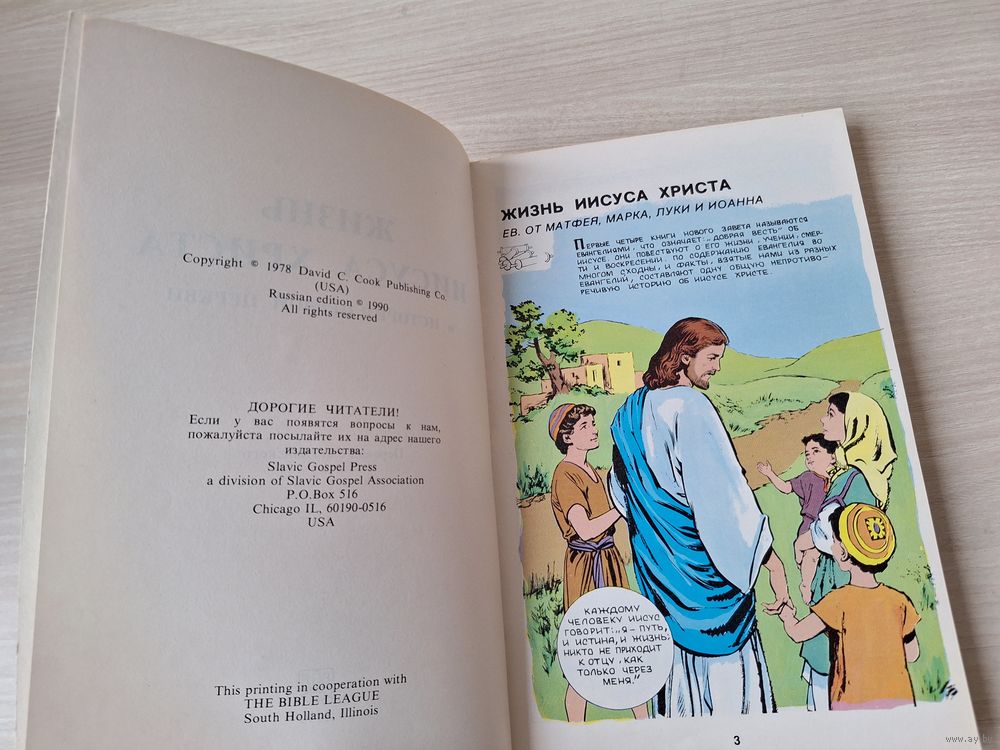 Copyright © 1978 David C. Cook Publishing Co.
(USA)
Russian edition © 1990
All rights reserved
ДОРОГИЕ ЧИТАТЕЛИ!
Если у вас появятся вопросы к нам,
пожалуйста посылайте их на адрес нашего
издательства:
Slavic Gospel Press
a division of Slavic Gospel Association
P.O.Box 516
Chicago IL, 60190-0516
USA
This printing in cooperation with
THE BIBLE LEAGUE
South Holland, Illinois
ЖИЗНЬ ИИСУСА ХРИСТА
ЕВ. ОТ МАТФЕЯ, МАРКА, ЛУКИ И ИОАННА
ПЕРВЫЕ ЧЕТЫРЕ КНИГИ НОВОГО ЗАВЕТА НАЗЫВАЮТСЯ
ЕВАНГЕЛИЯМИ, ЧТО ОЗНАЧАЕТ: „ДОБРАЯ ВЕСТЬ" ОБ
ИИСУСЕ. ОНИ ПОВЕСТВУЮТ О ЕГО ЖИЗНИ, УЧЕНИИ, СМЕР-
ТИ И ВОСКРЕСЕНИИ. ПО СОДЕРЖАНИЮ ЕВАНГЕЛИЯ ВО
МНОГОМ СХОДНЫ, И ФАКТЫ, ВЗЯТЫЕ НАМИ ИЗ РАЗНЫХ
ЕВАНГЕЛИЙ, СОСТАВЛЯЮТ ОДНУ ОБЩУЮ НЕПРОТИВО-
РЕЧИВУЮ ИСТОРИЮ ОБ ИИСУСЕ ХРИСТЕ.
КАЖДОМУ
ЧЕЛОВЕКУ ИИСУС
ГОВОРИТ: „Я - ПУТЬ,
И ИСТИНА, И ЖИЗНЬ;
НИКТО НЕ ПРИХОДИТ
К ОТЦУ, КАК
ТОЛЬКО ЧЕРЕЗ
МЕНЯ."
3
www.ay.by